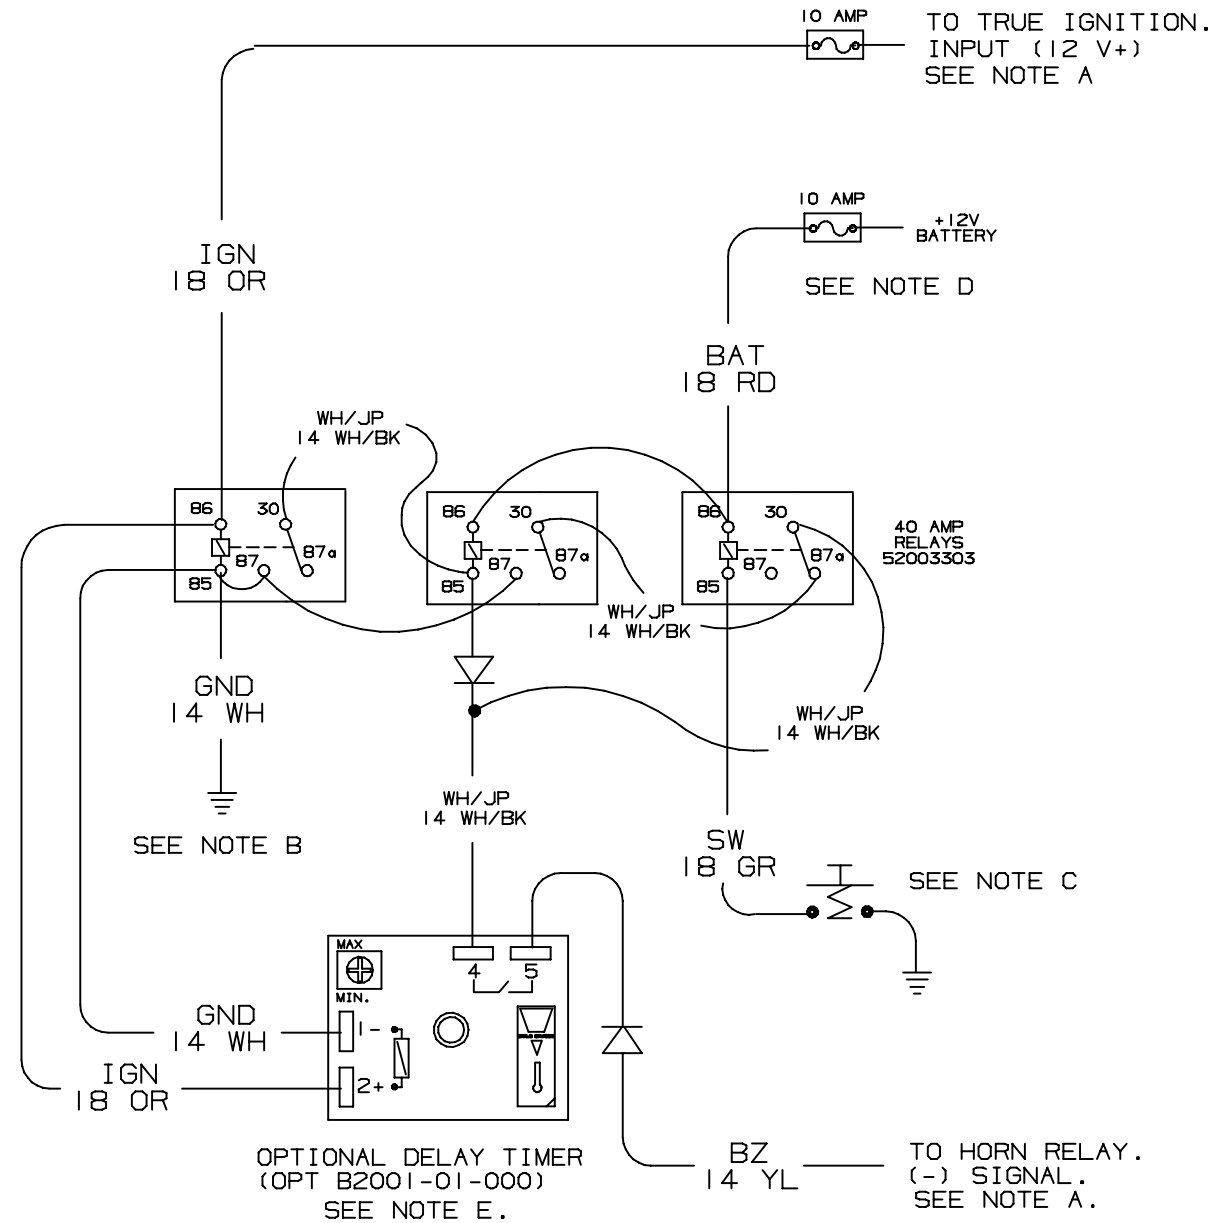 10 AMP
TO TRUE IGNITION.
INPUT (12 V+)
SEE NOTE A
10 AMP
+12V
BATTERY
SEE NOTE D
IGN
18 OR
BAT
18 RD
WH/JP
14 WH/BK
86
30
87
87a
85
86
30
87
87a
85
86
30
87
87a
85
40 AMP
RELAYS
52003303
WH/JP
14 WH/BK
GND
14 WH
WH/JP
14 WH/BK
WH/JP
14 WH/BK
SEE NOTE B
SW
18 GR
SEE NOTE C
MAX
MIN.
4
5
1-
2+
GND
14 WH
IGN
18 OR
OPTIONAL DELAY TIMER
(OPT B2001-01-000)
SEE NOTE E.
BZ
14 YL
TO HORN RELAY.
(-) SIGNAL.
SEE NOTE A.